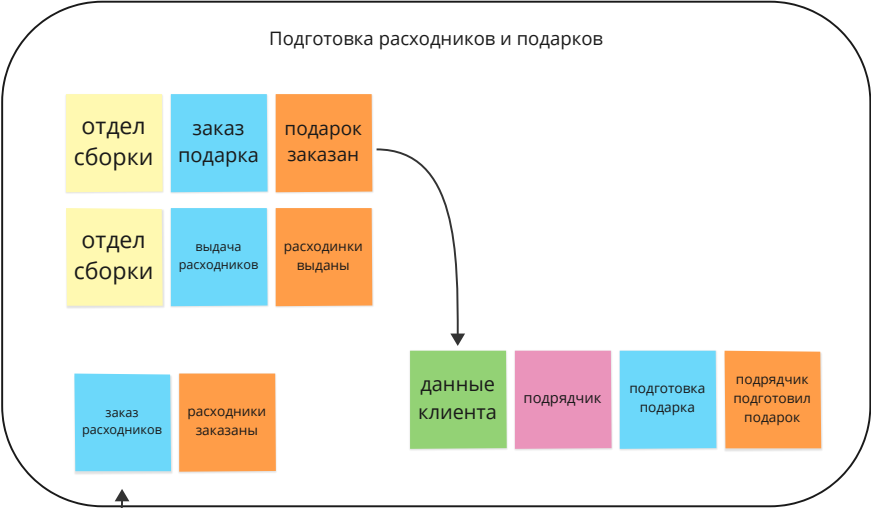 Подготовка расходников и подарков
отдел
сборки
заказ
подарка
подарок
заказан
отдел
сборки
выдача
расходников
расходинки
выданы
заказ
расходников
расходники
заказаны
данные
клиента
подрядчик
подготовка
подарка
подрядчик
подготовил
подарок